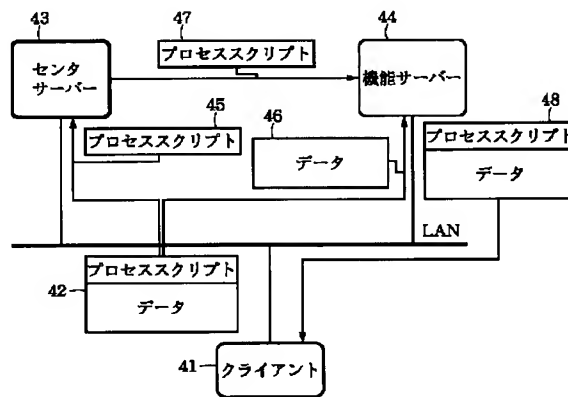 43
47
44
センタ
サーバー
プロセススクリプト
機能サーバー
45
46
48
プロセススクリプト
データ
プロセススクリプト
データ
LAN
42
プロセススクリプト
データ
41
クライアント